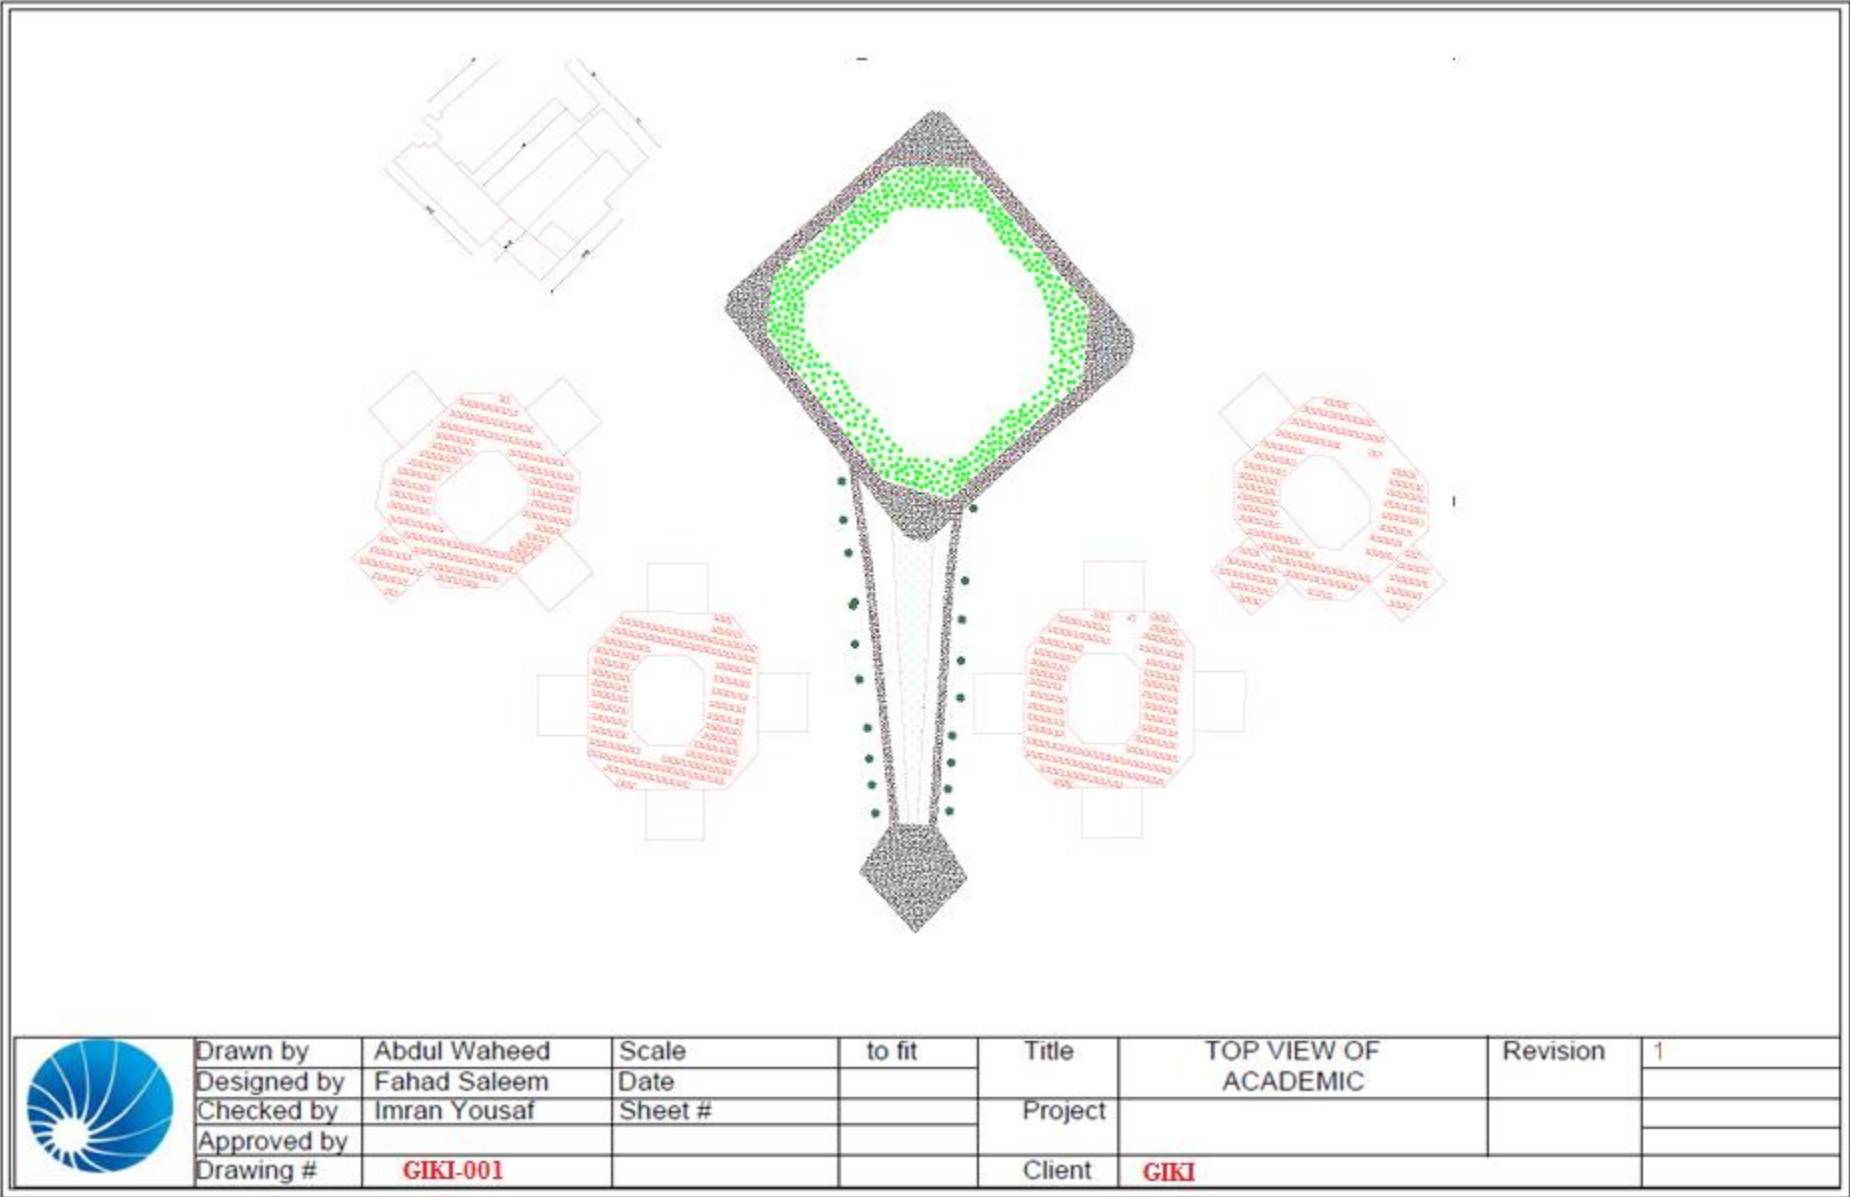 Drawn by Abdul Waheed Scale to fit Title TOP VIEW OF Revision 1
Designed by Fahad Saleem Date ACADEMIC
Checked by Imran Yousaf Sheet # Project
Approved by
Drawing # GIKI-001 Client GIKI